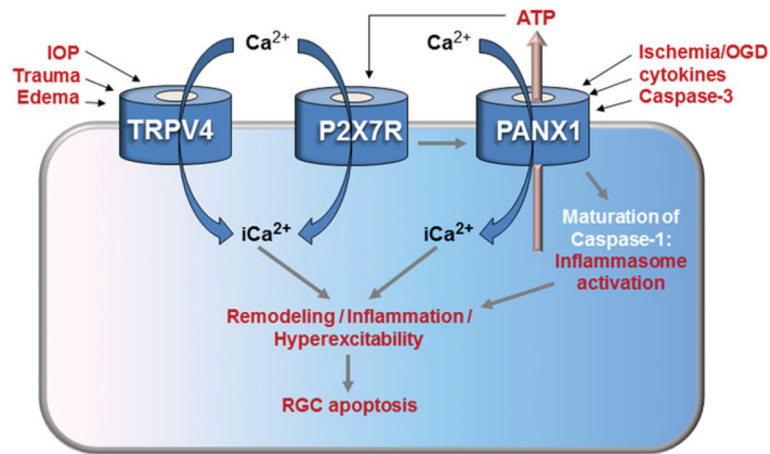 ATP
IOP
Trauma
Edema
Ca2+
Ca2+
Ischemia/OGD
cytokines
Caspase-3
TRPV4
P2X7R
PANX1
iCa2+
iCa2+
Maturation of
Caspase-1:
Inflammasome
activation
Remodeling / Inflammation /
Hyperexcitability
RGC apoptosis